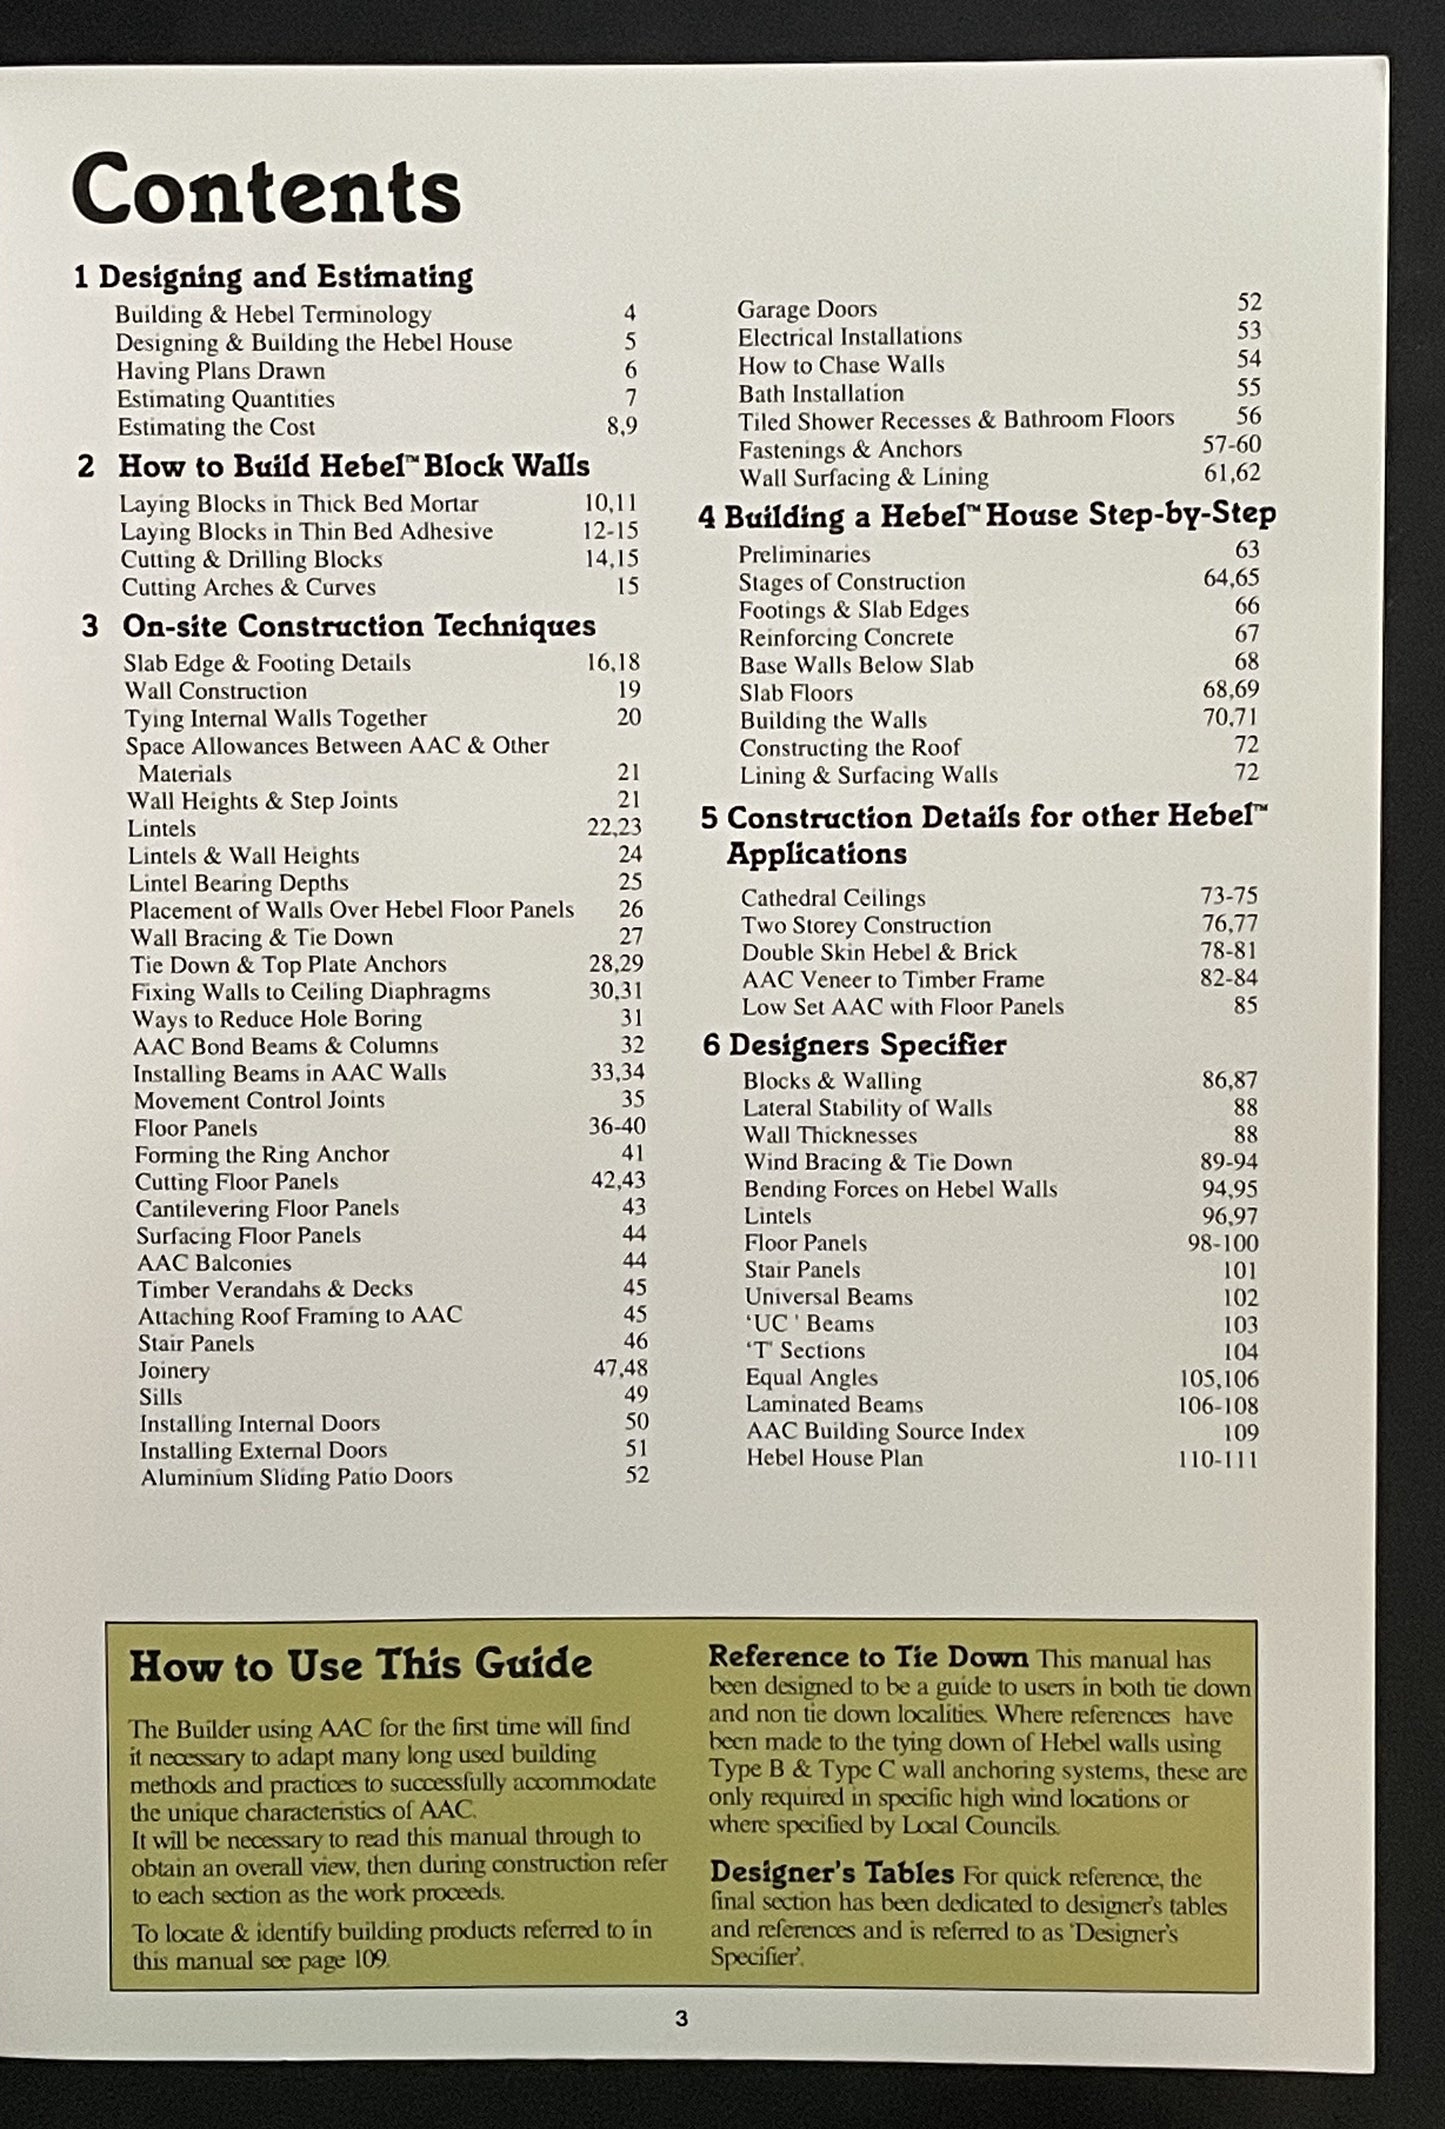 Contents
1 Designing and Estimating
Building & Hebel Terminology 4
Designing & Building the Hebel House 5
Having Plans Drawn 6
Estimating Quantities 7
Estimating the Cost 8,9
2 How to Build Hebel™ Block Walls
Laying Blocks in Thick Bed Mortar 10,11
Laying Blocks in Thin Bed Adhesive 12-15
Cutting & Drilling Blocks 14,15
Cutting Arches & Curves 15
3 On-site Construction Techniques
Slab Edge & Footing Details 16,18
Wall Construction 19
Tying Internal Walls Together 20
Space Allowances Between AAC & Other
Materials 21
Wall Heights & Step Joints 21
Lintels 22,23
Lintels & Wall Heights 24
Lintel Bearing Depths 25
Placement of Walls Over Hebel Floor Panels 26
Wall Bracing & Tie Down 27
Tie Down & Top Plate Anchors 28,29
Fixing Walls to Ceiling Diaphragms 30,31
Ways to Reduce Hole Boring 31
AAC Bond Beams & Columns 32
Installing Beams in AAC Walls 33,34
Movement Control Joints 35
Floor Panels 36-40
Forming the Ring Anchor 41
Cutting Floor Panels 42,43
Cantilevering Floor Panels 43
Surfacing Floor Panels 44
AAC Balconies 44
Timber Verandahs & Decks 45
Attaching Roof Framing to AAC 45
Stair Panels 46
Joinery 47,48
Sills 49
Installing Internal Doors 50
Installing External Doors 51
Aluminium Sliding Patio Doors 52
Garage Doors 52
Electrical Installations 53
How to Chase Walls 54
Bath Installation 55
Tiled Shower Recesses & Bathroom Floors 56
Fastenings & Anchors 57-60
Wall Surfacing & Lining 61,62
4 Building a Hebel™ House Step-by-Step
Preliminaries 63
Stages of Construction 64,65
Footings & Slab Edges 66
Reinforcing Concrete 67
Base Walls Below Slab 68
Slab Floors 68,69
Building the Walls 70,71
Constructing the Roof 72
Lining & Surfacing Walls 72
5 Construction Details for other Hebel™
Applications
Cathedral Ceilings 73-75
Two Storey Construction 76,77
Double Skin Hebel & Brick 78-81
AAC Veneer to Timber Frame 82-84
Low Set AAC with Floor Panels 85
6 Designers Specifier
Blocks & Walling 86,87
Lateral Stability of Walls 88
Wall Thicknesses 88
Wind Bracing & Tie Down 89-94
Bending Forces on Hebel Walls 94,95
Lintels 96,97
Floor Panels 98-100
Stair Panels 101
Universal Beams 102
'UC' Beams 103
'T' Sections 104
Equal Angles 105,106
Laminated Beams 106-108
AAC Building Source Index 109
Hebel House Plan 110-111
How to Use This Guide
The Builder using AAC for the first time will find
it necessary to adapt many long used building
methods and practices to successfully accommodate
the unique characteristics of AAC.
It will be necessary to read this manual through to
obtain an overall view, then during construction refer
to each section as the work proceeds.
To locate & identify building products referred to in
this manual see page 109.
Reference to Tie Down This manual has
been designed to be a guide to users in both tie down
and non tie down localities. Where references have
been made to the tying down of Hebel walls using
Type B & Type C wall anchoring systems, these are
only required in specific high wind locations or
where specified by Local Councils.
Designer's Tables For quick reference, the
final section has been dedicated to designer's tables
and references and is referred to as 'Designer's
Specifier'.
3